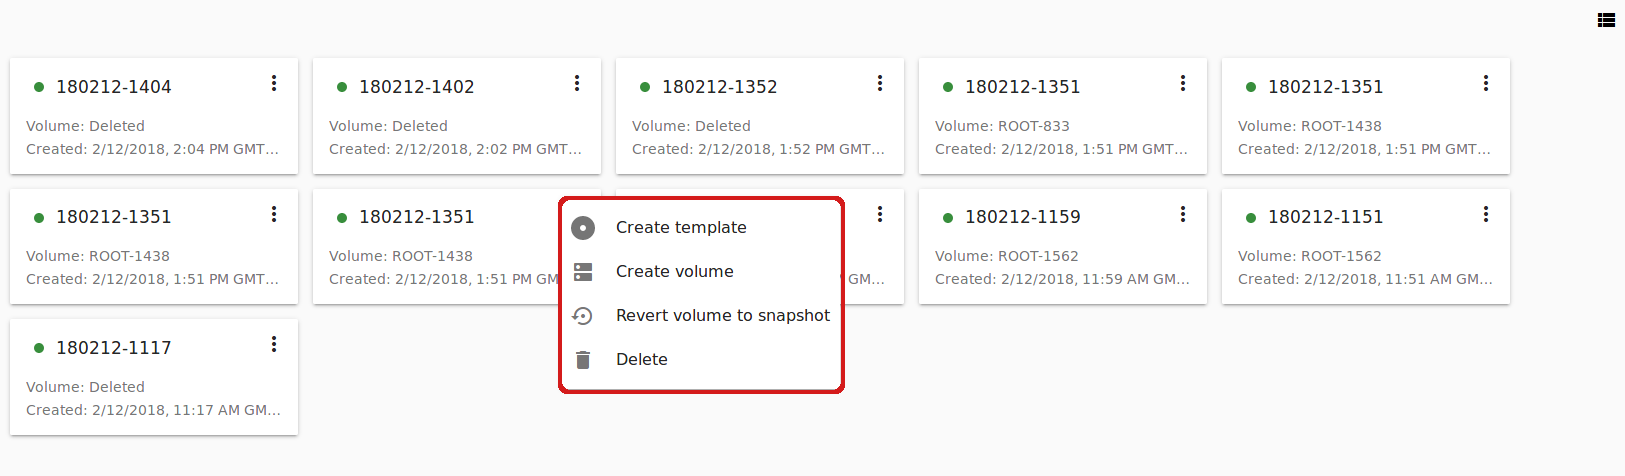 180212-1404
Volume: Deleted
Created: 2/12/2018, 2:04 PM GMT...
180212-1402
Volume: Deleted
Created: 2/12/2018, 2:02 PM GMT...
180212-1352
Volume: Deleted
Created: 2/12/2018, 1:52 PM GMT...
180212-1351
Volume: ROOT-833
Created: 2/12/2018, 1:51 PM GMT...
180212-1351
Volume: ROOT-1438
Created: 2/12/2018, 1:51 PM GMT...
180212-1351
Volume: ROOT-1438
Created: 2/12/2018, 1:51 PM GMT...
180212-1351
Volume: ROOT-1438
Created: 2/12/2018, 1:51 PM GM
Create template
Create volume
Revert volume to snapshot
Delete
GM...
180212-1159
Volume: ROOT-1562
Created: 2/12/2018, 11:59 AM GM...
180212-1151
Volume: ROOT-1562
Created: 2/12/2018, 11:51 AM GM...
180212-1117
Volume: Deleted
Created: 2/12/2018, 11:17 AM GM...